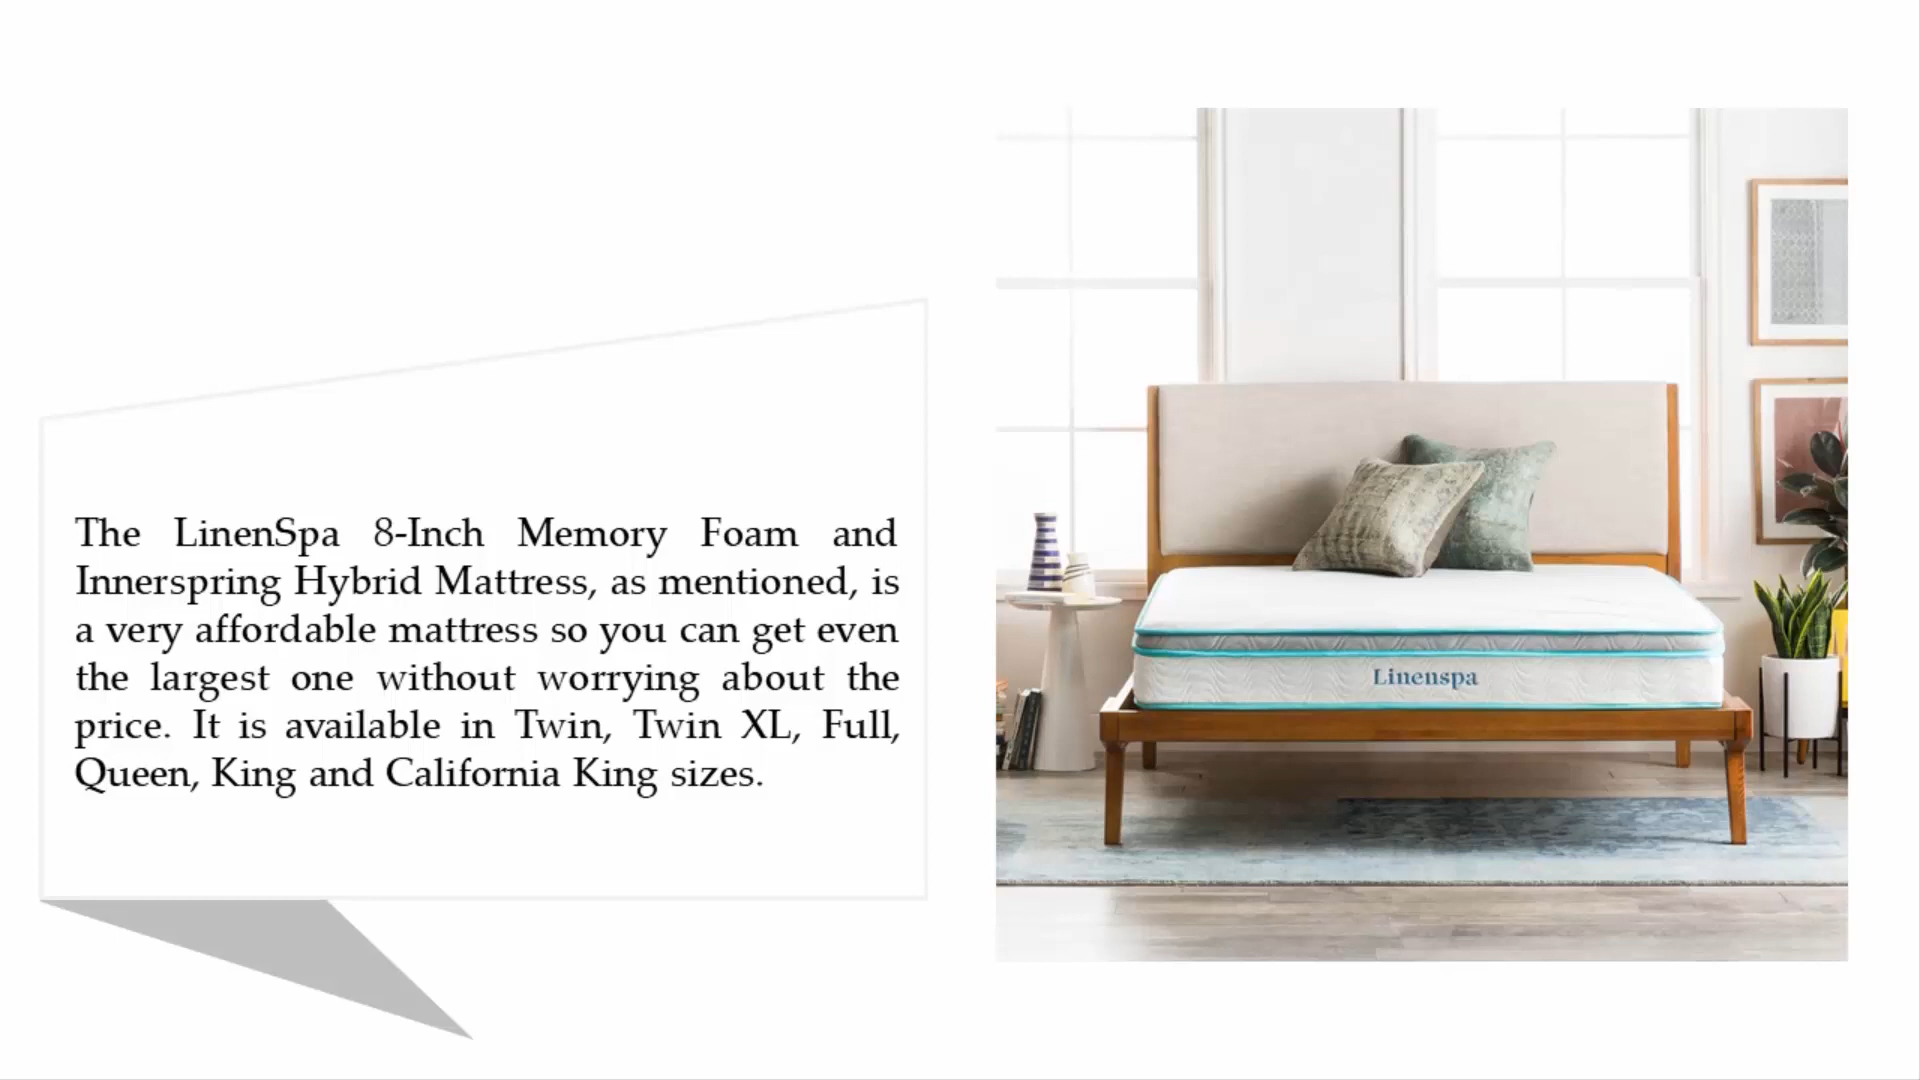 The LinenSpa 8-Inch Memory Foam and
Innerspring Hybrid Mattress, as mentioned, is
a very affordable mattress so you can get even
the largest one without worrying about the
price. It is available in Twin, Twin XL, Full,
Queen, King and California King sizes.
Linenspa